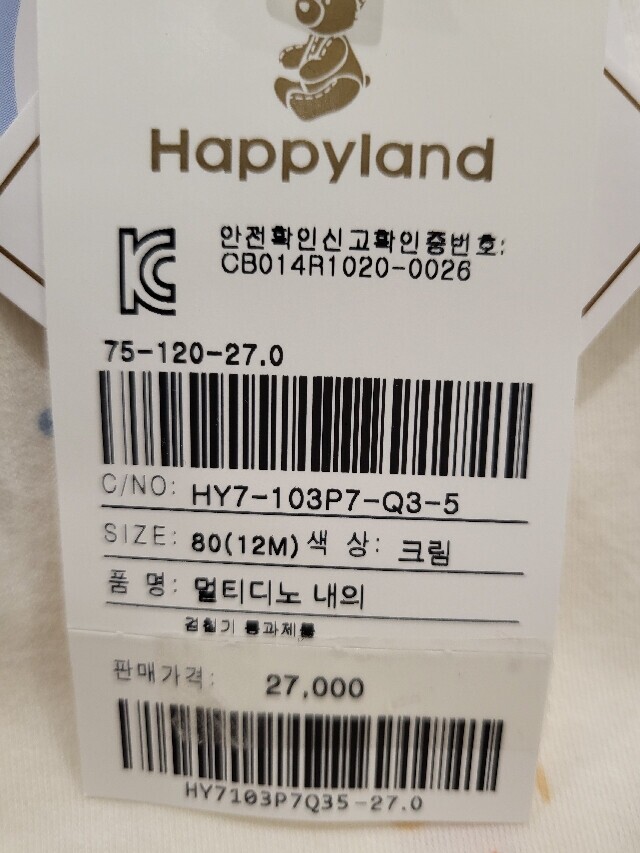 Happyland
안전확인신고확인증번호:
CB014R1020-0026
75-120-27.0
C/NO: HY7-103P7-Q3-5
SIZE: 80(12M) 색 상: 크림
품 명: 멀티디노 내의
검침기 통과제품
판매가격: 27,000
HY7103P7Q35-27.0